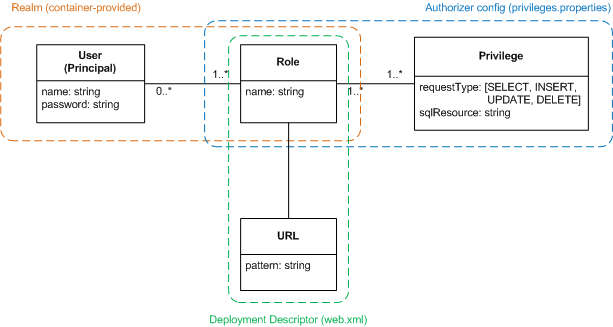 Realm (container-provided)
Authorizer config (privileges.properties)
User
(Principal)
name: string
password: string
0..*
1..*
Role
name: string
1..*
1..*
Privilege
requestType: [SELECT, INSERT,
UPDATE, DELETE]
sqlResource: string
URL
pattern: string
Deployment Descriptor (web.xml)